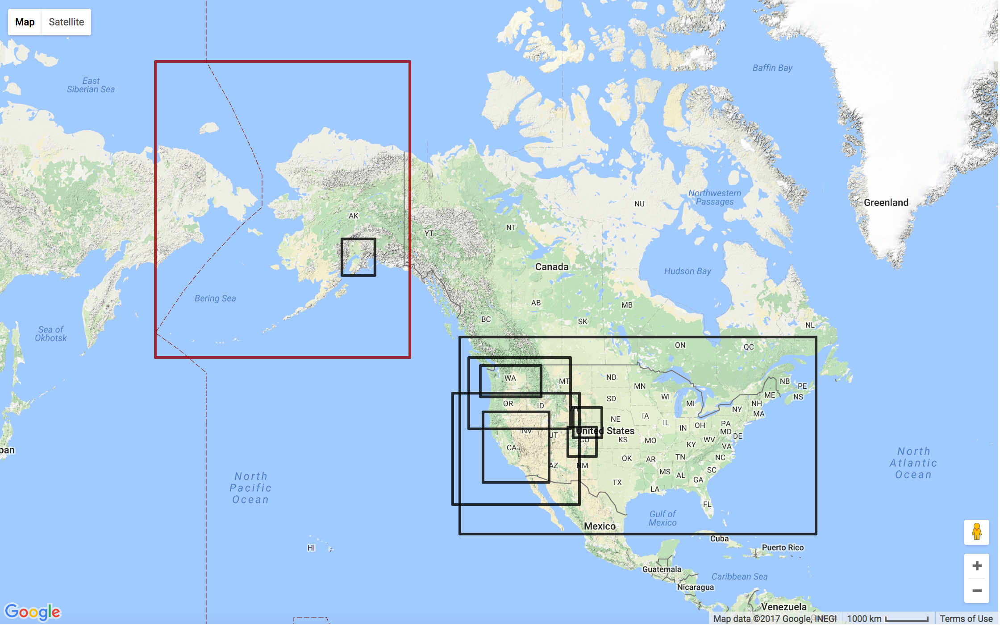 Map
Satellite
East
Siberian Sea
Baffin Bay
Northwestern
Passages
NU
Greenland
AK
YT
NT
Canada
Hudson Bay
Bering Sea
AB
MB
BC
SK
NL
Sea of
Okhotsk
ON
QC
WA
MT
ND
MN
NB
PE
SD
WI
ME
NS
OR
ID
MI
NH
WY
NY
MA
NE
IA
IL
IN
OH
PA
NV
UT
United States
MD
DE
CO
KS
MO
KY
WV
VA
CA
pan
North
Atlantic
Ocean
AZ
NM
OK
AR
TN
NC
MS
AL
SC
GA
TX
LA
North
Pacific
Ocean
FL
Gulf of
Mexico
Mexico
HI
Cuba
Puerto Rico
Guatemala
Caribbean Sea
Nicaragua
Venezuela
Google
Map data ©2017 Google, INEGI
1000 km
Terms of Use